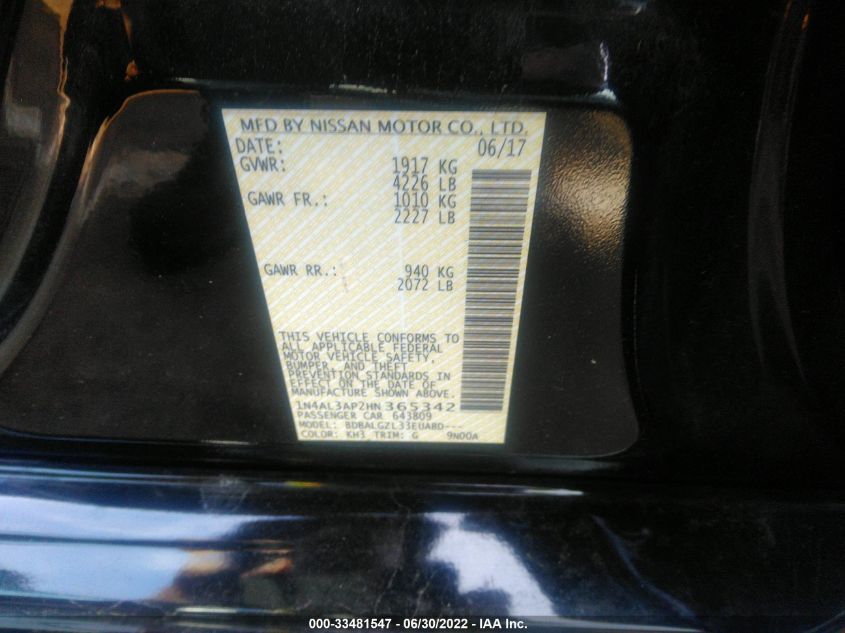 MFD BY NISSAN MOTOR CO., LTD.
DATE: 06/17
GVWR: 1917 KG
4226 LB
GAWR FR.: 1010 KG
2227 LB
GAWR RR.: 940 KG
2072 LB
THIS VEHICLE CONFORMS TO
ALL APPLICABLE FEDERAL
MOTOR VEHICLE SAFETY,
BUMPER, AND THEFT
PREVENTION STANDARDS IN
EFFECT ON THE DATE OF
MANUFACTURE SHOWN ABOVE.
1N4AL3AP2HN365342
PASSENGER CAR 643809
MODEL: BDBALGZL33EUA8D---
COLOR: KH3 TRIM: G 9N00A
000-33481547 - 06/30/2022 - IAA Inc.